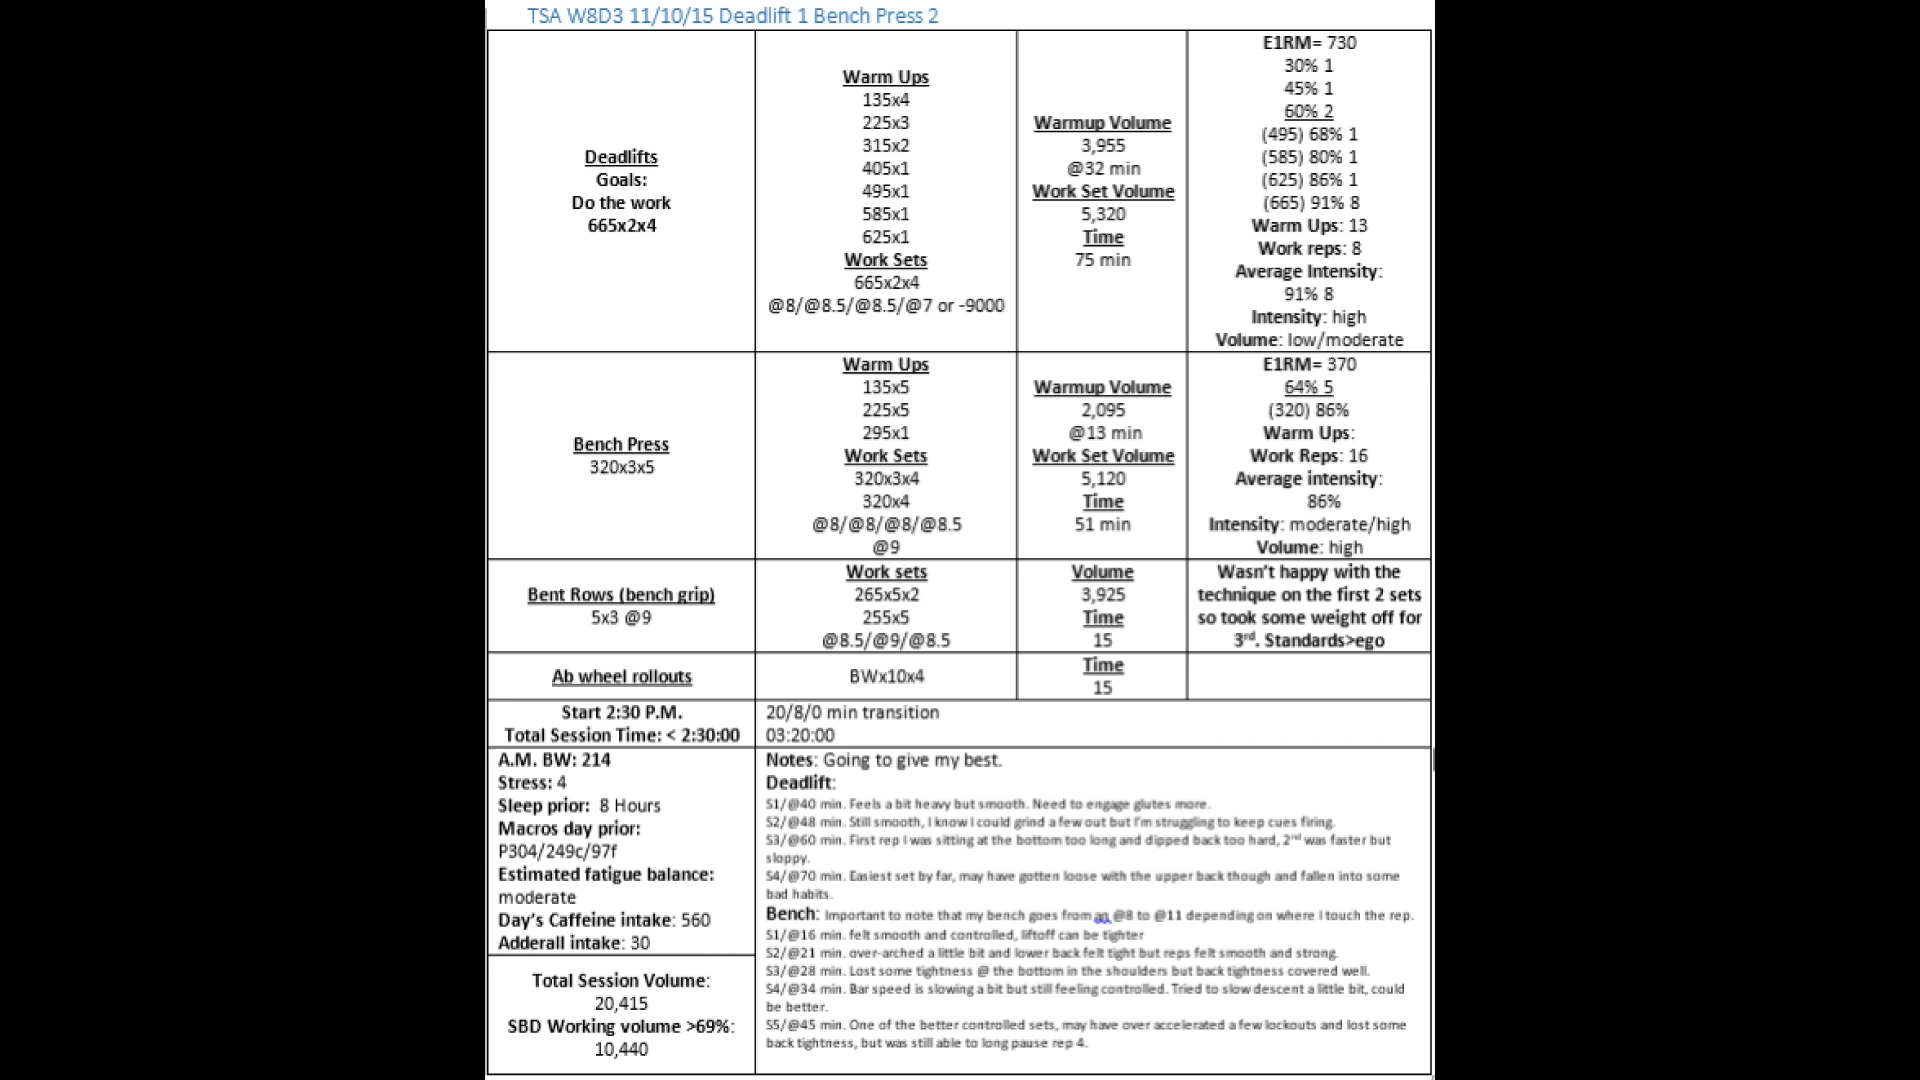 TSA W8D3 11/10/15 Deadlift 1 Bench Press 2
Deadlifts
Goals:
Do the work
665x2x4
Warm Ups
135x4
225x3
315x2
405x1
495x1
585x1
625x1
Work Sets
665x2x4
@8/@8.5/@8.5/@7 or -9000
Warmup Volume
3,955
@32 min
Work Set Volume
5,320
Time
75 min
E1RM= 730
30% 1
45% 1
60% 2
(495) 68% 1
(585) 80% 1
(625) 86% 1
(665) 91% 8
Warm Ups: 13
Work reps: 8
Average Intensity:
91% 8
Intensity: high
Volume: low/moderate
Bench Press
320x3x5
Warm Ups
135x5
225x5
295x1
Work Sets
320x3x4
320x4
@8/@8/@8/@8.5
@9
Warmup Volume
2,095
@13 min
Work Set Volume
5,120
Time
51 min
E1RM= 370
64% 5
(320) 86%
Warm Ups:
Work Reps: 16
Average intensity:
86%
Intensity: moderate/high
Volume: high
Bent Rows (bench grip)
5x3 @9
Work sets
265x5x2
255x5
@8.5/@9/@8.5
Volume
3,925
Time
15
Wasn't happy with the
technique on the first 2 sets
so took some weight off for
3rd. Standards>ego
Ab wheel rollouts
BWx10x4
Time
15
Start 2:30 P.M.
Total Session Time: < 2:30:00
20/8/0 min transition
03:20:00
A.M. BW: 214
Stress: 4
Sleep prior: 8 Hours
Macros day prior:
P304/249c/97f
Estimated fatigue balance:
moderate
Day's Caffeine intake: 560
Adderall intake: 30
Total Session Volume:
20,415
SBD Working volume >69%:
10,440
Notes: Going to give my best.
Deadlift:
S1/@40 min. Feels a bit heavy but smooth. Need to engage glutes more.
S2/@48 min. Still smooth, I know I could grind a few out but I'm struggling to keep cues firing.
S3/@60 min. First rep I was sitting at the bottom too long and dipped back too hard, 2nd was faster but
sloppy.
S4/@70 min. Easiest set by far, may have gotten loose with the upper back though and fallen into some
bad habits.
Bench: Important to note that my bench goes from an @8 to @11 depending on where I touch the rep.
S1/@16 min. felt smooth and controlled, liftoff can be tighter
S2/@21 min. over-arched a little bit and lower back felt tight but reps felt smooth and strong.
S3/@28 min. Lost some tightness @ the bottom in the shoulders but back tightness covered well.
S4/@34 min. Bar speed is slowing a bit but still feeling controlled. Tried to slow descent a little bit, could
be better.
S5/@45 min. One of the better controlled sets, may have over accelerated a few lockouts and lost some
back tightness, but was still able to long pause rep 4.